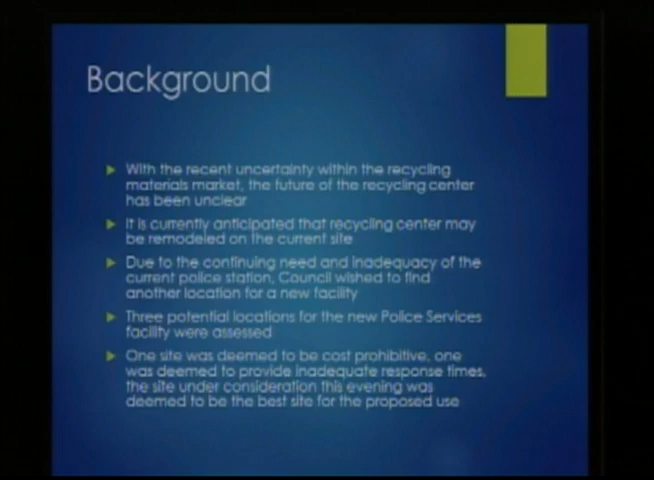 Background
With the recent uncertainty within the recycling
materials market, the future of the recycling center
has been unclear
It is currently anticipated that recycling center may
be remodeled on the current site
Due to the continuing need and inadequacy of the
current police station, Council wished to find
another location for a new facility
Three potential locations for the new Police Services
facility were assessed
One site was deemed to be cost prohibitive, one
was deemed to provide inadequate response times,
the site under consideration this evening was
deemed to be the best site for the proposed use